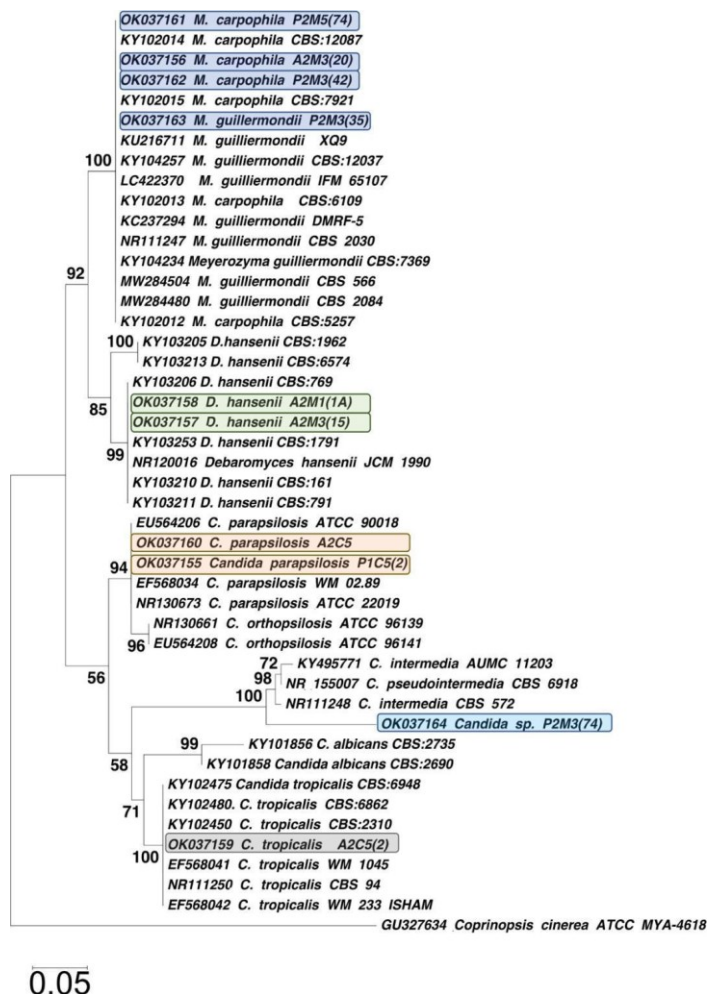 OK037161 M. carpophila P2M5(74)
KY102014 M. carpophila CBS:12087
OK037156 M. carpophila A2M3(20)
OK037162 M. carpophila P2M3(42)
KY102015 M. carpophila CBS:7921
OK037163 M. guilliermondii P2M3(35)
KU216711 M. guilliermondii XQ9
100
KY104257 M. guilliermondii CBS:12037
LC422370 M. guilliermondii IFM 65107
KY102013 M. carpophila CBS:6109
KC237294 M. guilliermondii DMRF-5
NR111247 M. guilliermondii CBS 2030
KY104234 Meyerozyma guilliermondii CBS:7369
92
MW284504 M. guilliermondii CBS 566
MW284480 M. guilliermondii CBS 2084
KY102012 M. carpophila CBS:5257
100 KY103205 D.hansenii CBS:1962
KY103213 D. hansenii CBS:6574
KY103206 D. hansenii CBS:769
OK037158 D. hansenii A2M1(1A)
85
OK037157 D. hansenii A2M3(15)
KY103253 D. hansenii CBS:1791
99
NR120016 Debaromyces hansenii JCM 1990
KY103210 D. hansenii CBS:161
KY103211 D. hansenii CBS:791
EU564206 C. parapsilosis ATCC 90018
OK037160 C. parapsilosis A2C5
94 OK037155 Candida parapsilosis P1C5(2)
EF568034 C. parapsilosis WM 02.89
NR130673 C. parapsilosis ATCC 22019
NR130661 C. orthopsilosis ATCC 96139
96 EU564208 C. orthopsilosis ATCC 96141
72 KY495771 C. intermedia AUMC 11203
56
98 NR 155007 C. pseudointermedia CBS 6918
100
NR111248 C. intermedia CBS 572
OK037164 Candida sp. P2M3(74)
99 KY101856 C. albicans CBS:2735
58
KY101858 Candida albicans CBS:2690
KY102475 Candida tropicalis CBS:6948
71
KY102480. C. tropicalis CBS:6862
KY102450 C. tropicalis CBS:2310
OK037159 C. tropicalis A2C5(2)
100
EF568041 C. tropicalis WM 1045
NR111250 C. tropicalis CBS 94
EF568042 C. tropicalis WM 233 ISHAM
GU327634 Coprinopsis cinerea ATCC MYA-4618
0.05